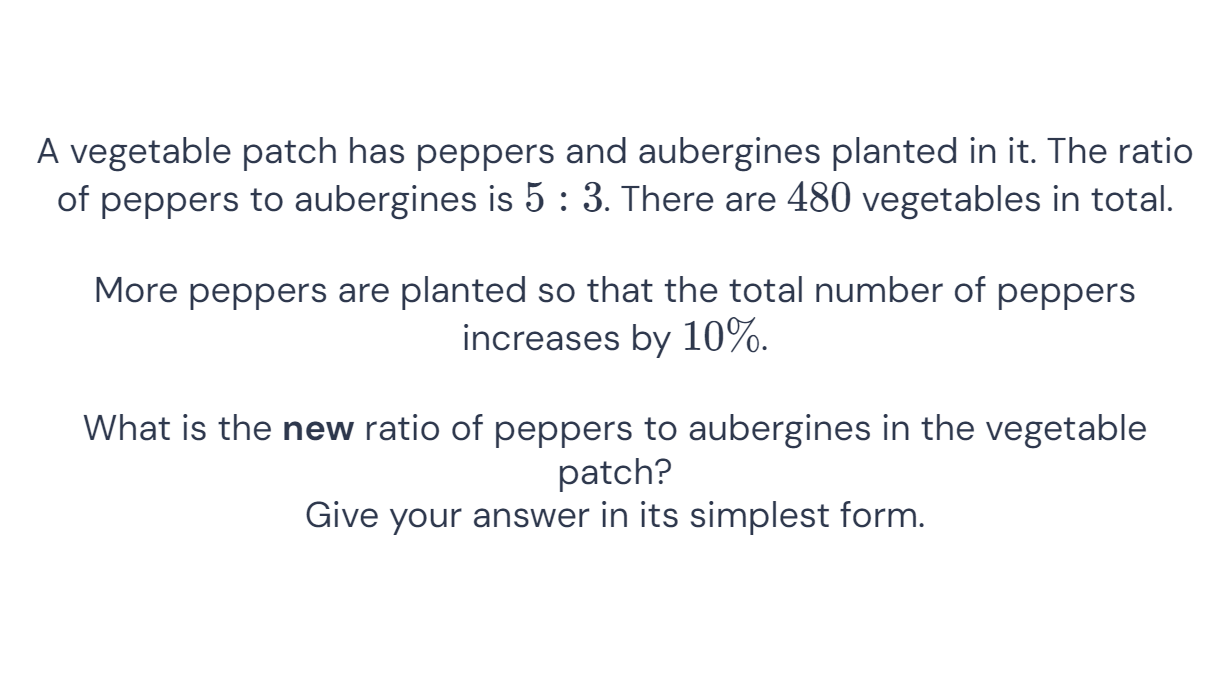 A vegetable patch has peppers and aubergines planted in it. The ratio
of peppers to aubergines is 5 : 3. There are 480 vegetables in total.
More peppers are planted so that the total number of peppers
increases by 10%.
What is the new ratio of peppers to aubergines in the vegetable
patch?
Give your answer in its simplest form.